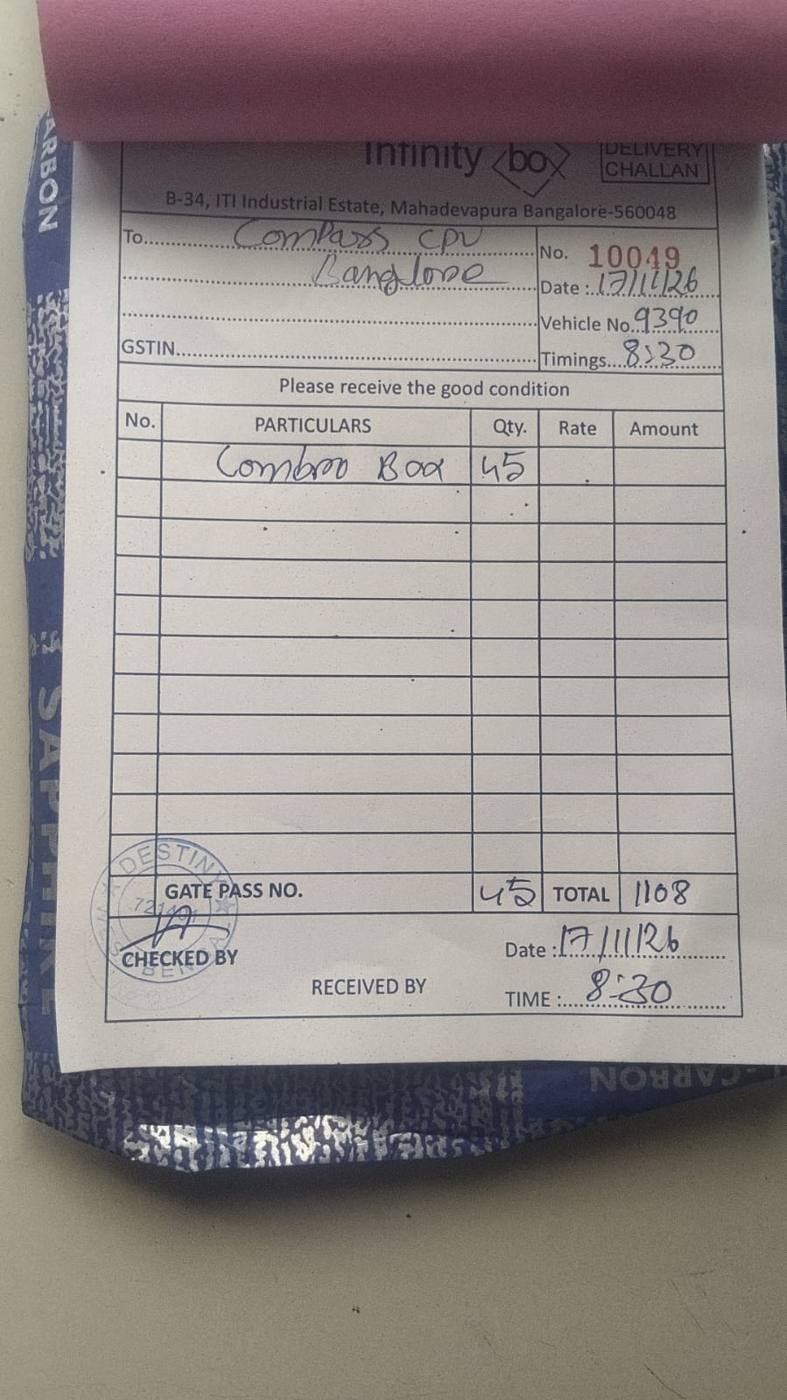 Infinity box
DELIVERY
CHALLAN
B-34, ITI Industrial Estate, Mahadevapura Bangalore-560048
To Compass CPU
Banglore
No. 10049
Date : 17/11/26
Vehicle No. 9390
GSTIN
Timings 8:30
Please receive the good condition
No. PARTICULARS Qty. Rate Amount
Comboo Box 45
GATE PASS NO. 45 TOTAL 1108
DESTINY
CHECKED BY
Date : 17/11/26
RECEIVED BY
TIME : 8:30
CARBON
SAPPHIRE
CARBON